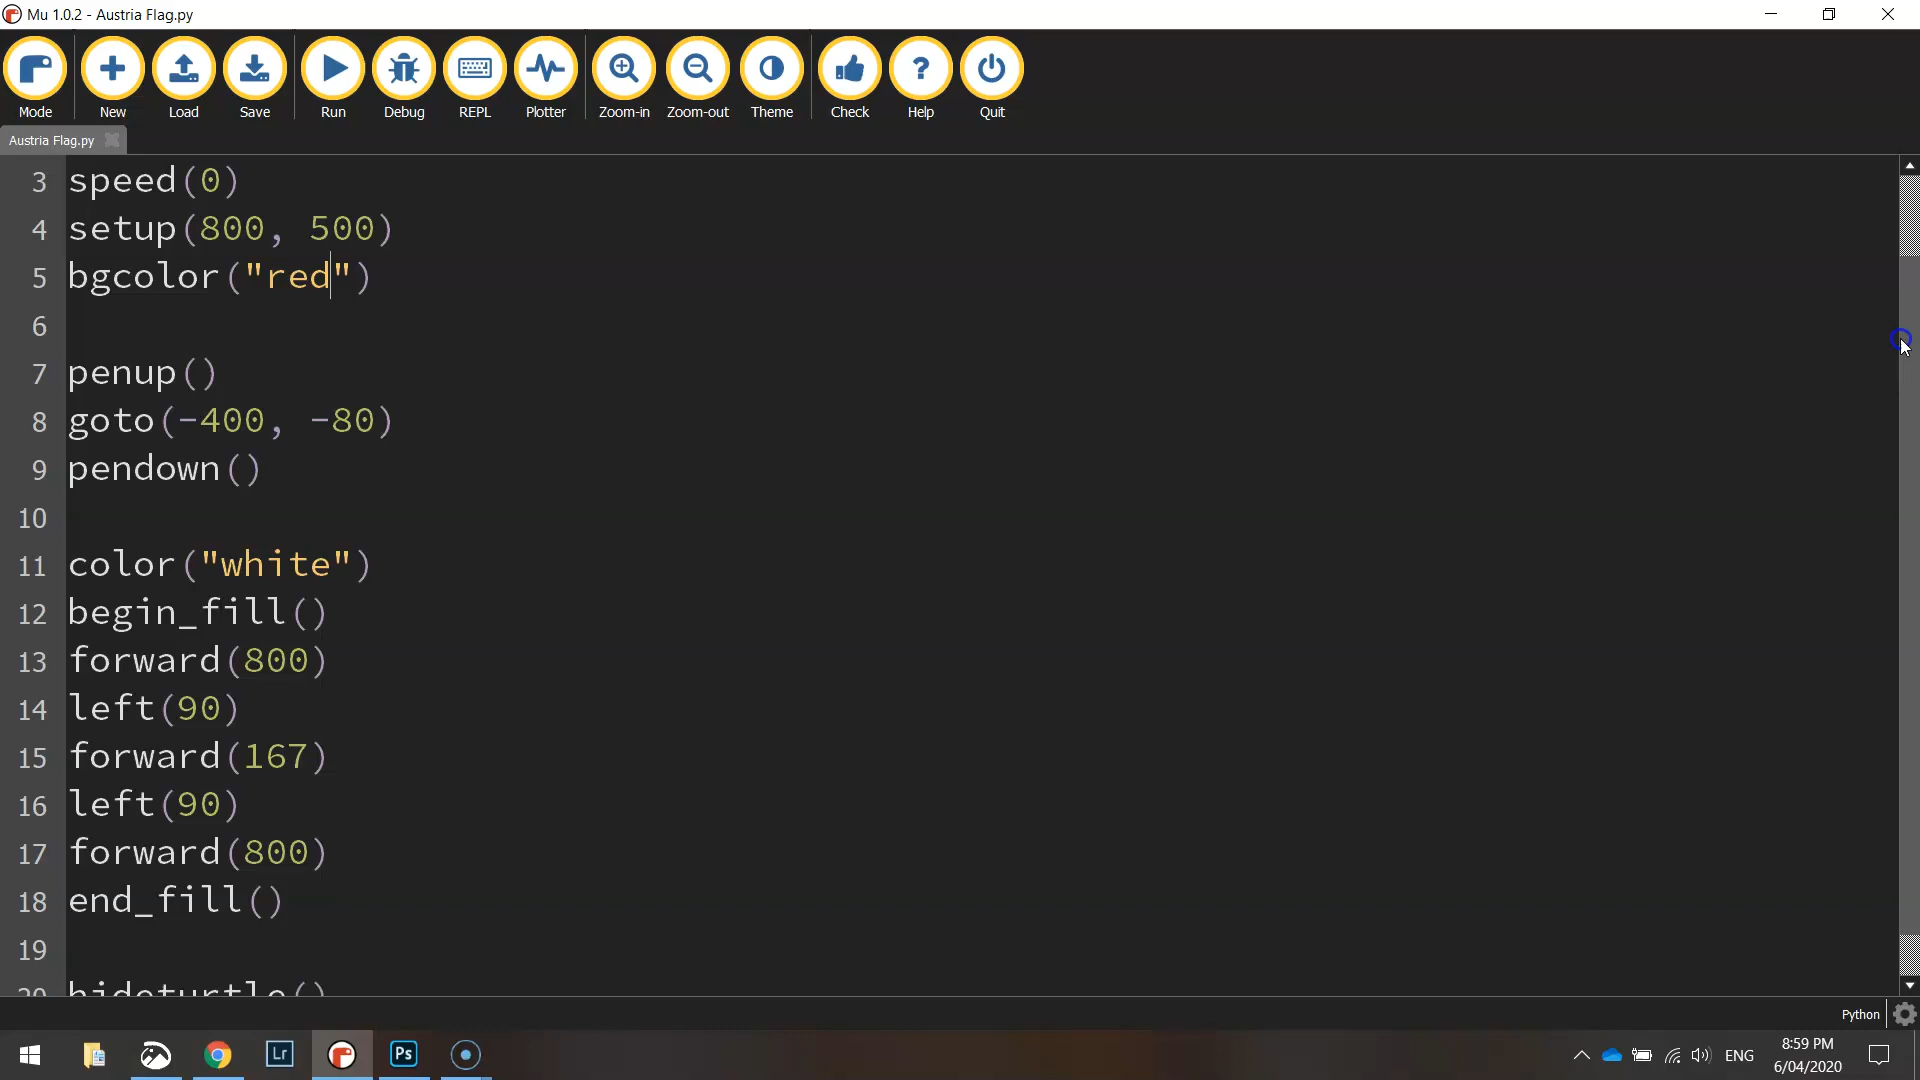 Mu 1.0.2 - Austria Flag.py
Mode New Load Save Run Debug REPL Plotter Zoom-in Zoom-out Theme Check Help Quit
Austria Flag.py
3 speed(0)
4 setup(800, 500)
5 bgcolor("red")
6
7 penup()
8 goto(-400, -80)
9 pendown()
10
11 color("white")
12 begin_fill()
13 forward(800)
14 left(90)
15 forward(167)
16 left(90)
17 forward(800)
18 end_fill()
19
20 hideturtle()
Python
Lr Ps ENG 8:59 PM
6/04/2020